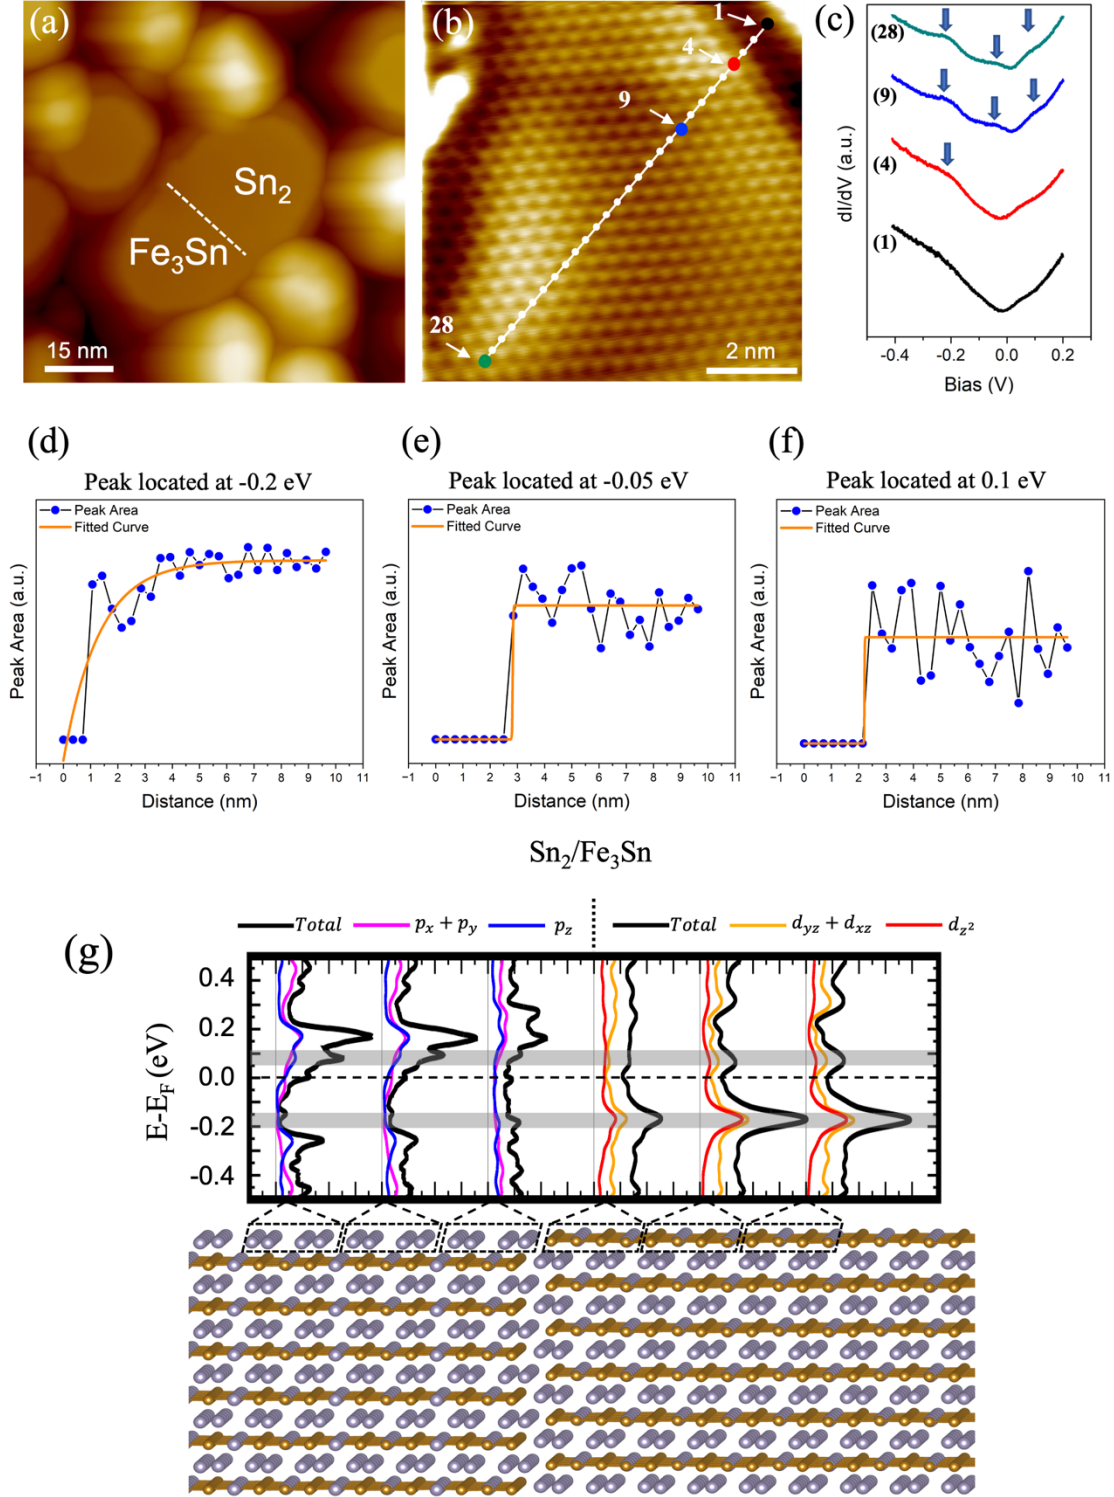 (a)
Sn2
Fe3Sn
15 nm
(b)
1
4
9
28
2 nm
(c)
(28)
(9)
(4)
(1)
dI/dV (a.u.)
-0.4 -0.2 0.0 0.2
Bias (V)
(d)
Peak located at -0.2 eV
Peak Area
Fitted Curve
Peak Area (a.u.)
−1 0 1 2 3 4 5 6 7 8 9 10 11
Distance (nm)
(e)
Peak located at -0.05 eV
Peak Area
Fitted Curve
Peak Area (a.u.)
−1 0 1 2 3 4 5 6 7 8 9 10 11
Distance (nm)
(f)
Peak located at 0.1 eV
Peak Area
Fitted Curve
Peak Area (a.u.)
−1 0 1 2 3 4 5 6 7 8 9 10 11
Distance (nm)
Sn2/Fe3Sn
Total px + py pz Total dyz + dxz dz2
(g)
E-EF (eV)
0.4
0.2
0.0
-0.2
-0.4